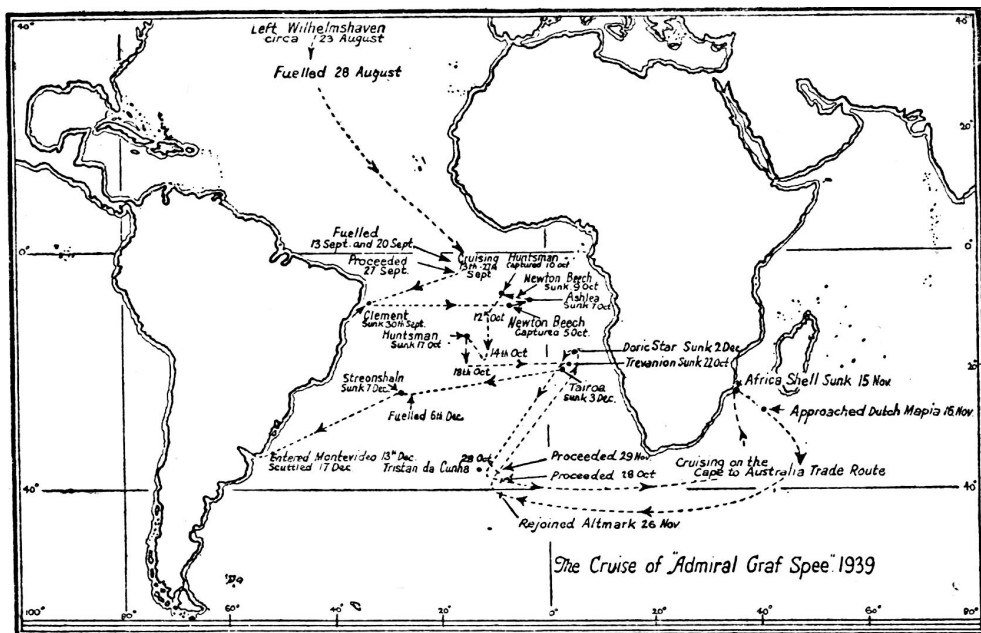 40°
40°
Left Wilhelmshaven
circa 23 August
Fuelled 28 August
20°
20°
Fuelled
13 Sept. and 20 Sept.
0°
0°
Proceeded
27 Sept.
Cruising
13th-27th
Sept
Huntsman
Captured 10 Oct
Newton Beech
Sunk 9 Oct
Ashlea
Sunk 7 Oct
Clement
Sunk 30th Sept.
12th Oct
Newton Beech
Captured 5 Oct.
Huntsman
Sunk 17 Oct
14th Oct
18th Oct
Doric Star Sunk 2 Dec
Trevanion Sunk 22 Oct
20°
Streonshaln
Sunk 7 Dec.
Tairoa
Sunk 3 Dec.
Africa Shell Sunk 15 Nov.
Fuelled 6th Dec.
Approached Dutch Mapia 16 Nov.
Entered Montevideo 13th Dec.
Scuttled 17 Dec.
28 Oct
Tristan da Cunha
Proceeded 29 Nov
Proceeded 28 Oct
Cruising on the
Cape to Australia Trade Route
40°
40°
Rejoined Altmark 26 Nov
The Cruise of "Admiral Graf Spee". 1939
100°
80°
60°
40°
20°
0°
20°
40°
60°
80°